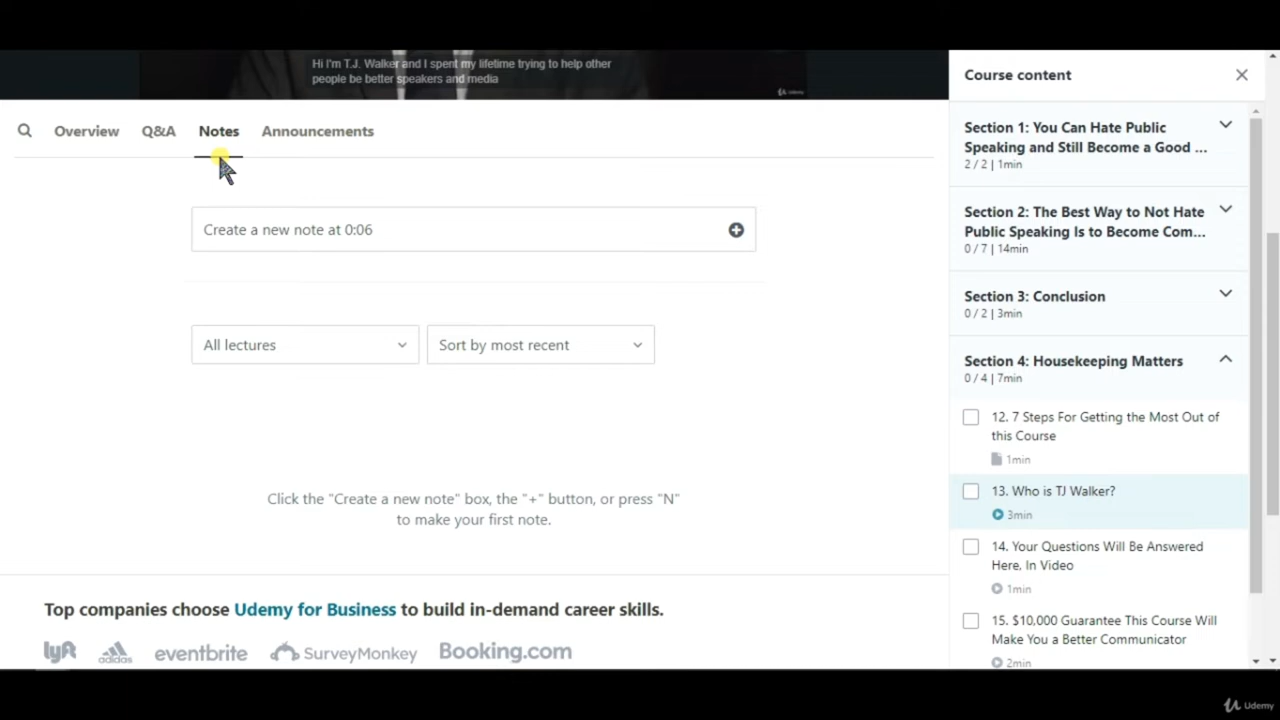 Hi I'm T.J. Walker and I spent my lifetime trying to help other
people be better speakers and media
Udemy
Overview Q&A Notes Announcements
Create a new note at 0:06
All lectures Sort by most recent
Click the "Create a new note" box, the "+" button, or press "N"
to make your first note.
Top companies choose Udemy for Business to build in-demand career skills.
lyft adidas eventbrite SurveyMonkey Booking.com
Course content
Section 1: You Can Hate Public
Speaking and Still Become a Good ...
2 / 2 | 1min
Section 2: The Best Way to Not Hate
Public Speaking Is to Become Com...
0 / 7 | 14min
Section 3: Conclusion
0 / 2 | 3min
Section 4: Housekeeping Matters
0 / 4 | 7min
12. 7 Steps For Getting the Most Out of
this Course
1min
13. Who is TJ Walker?
3min
14. Your Questions Will Be Answered
Here, In Video
1min
15. $10,000 Guarantee This Course Will
Make You a Better Communicator
2min
Udemy